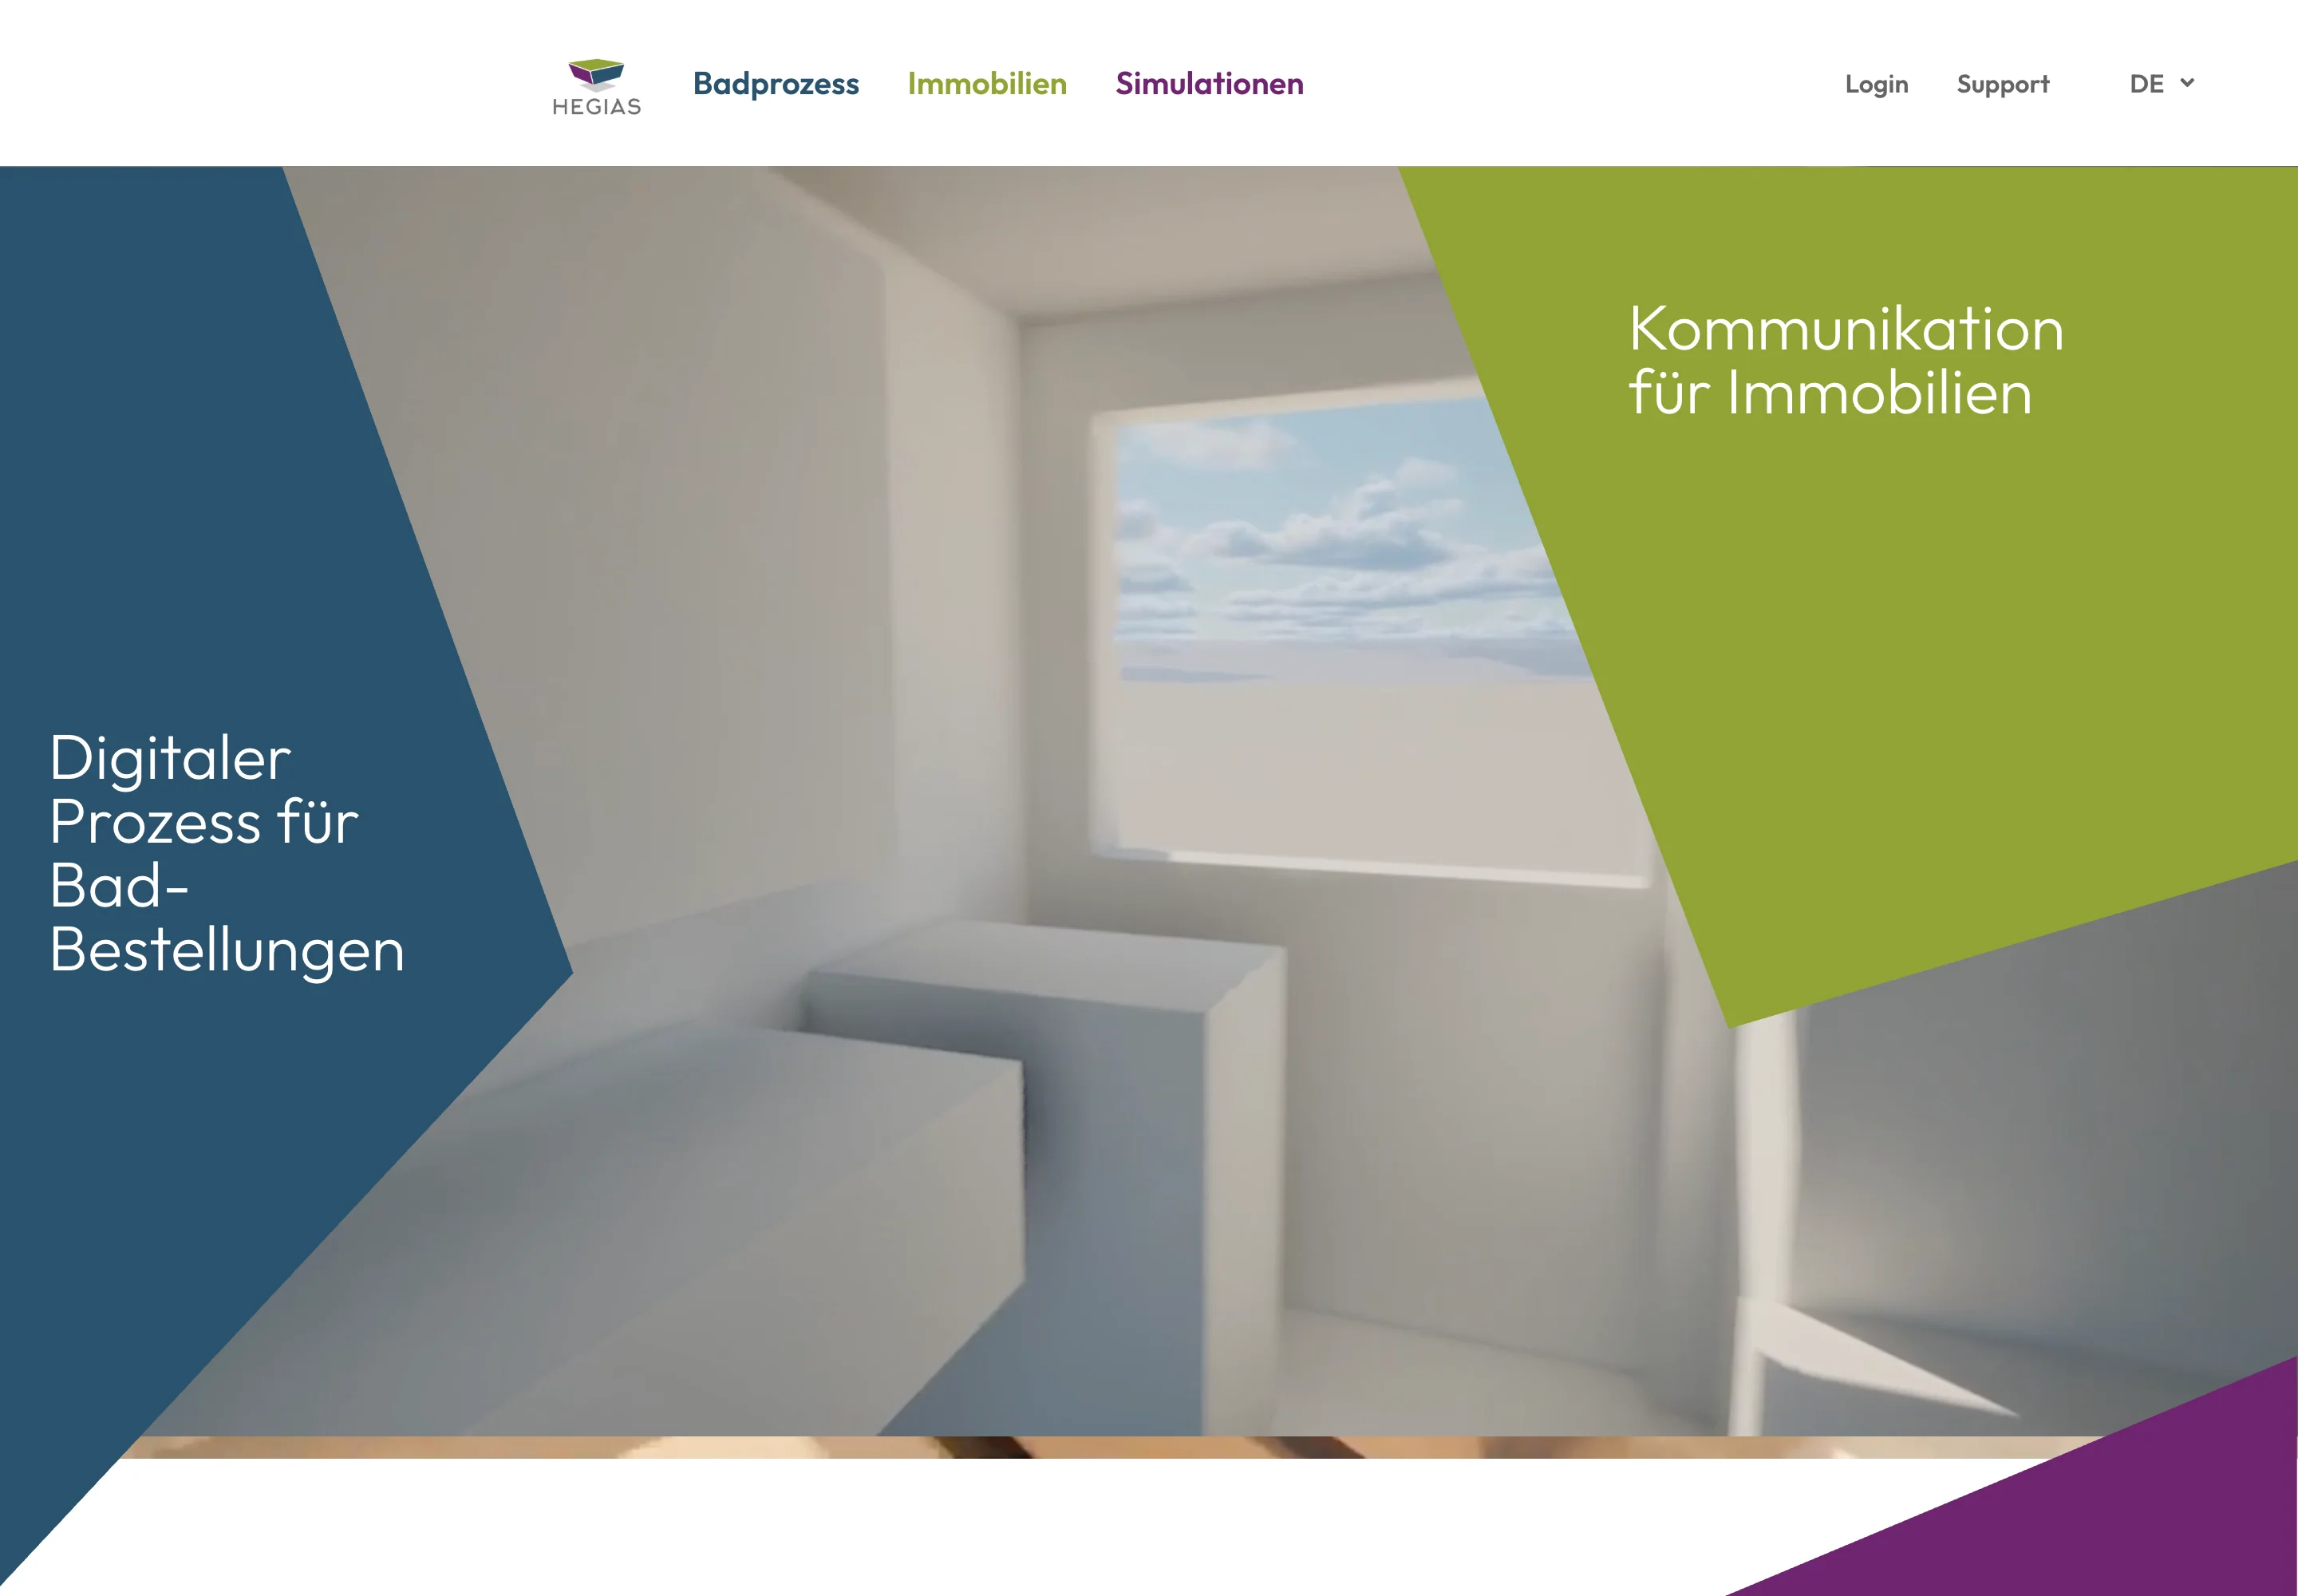 HEGIAS
Badprozess
Immobilien
Simulationen
Login
Support
DE
Kommunikation
für Immobilien
Digitaler
Prozess für
Bad-
Bestellungen